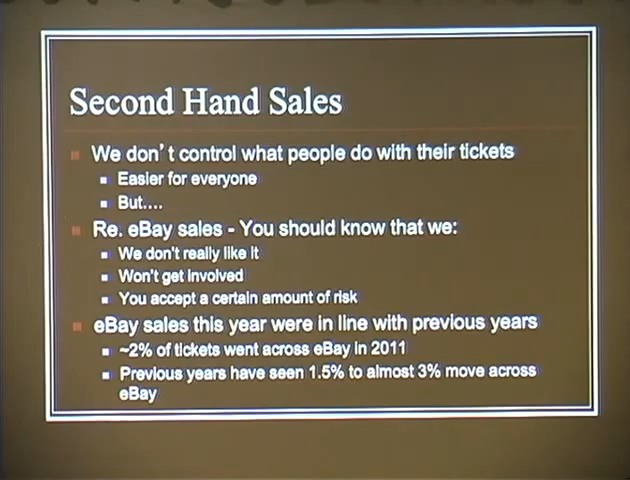 Second Hand Sales
We don't control what people do with their tickets
Easier for everyone
But....
Re. eBay sales - You should know that we:
We don't really like it
Won't get involved
You accept a certain amount of risk
eBay sales this year were in line with previous years
~2% of tickets went across eBay in 2011
Previous years have seen 1.5% to almost 3% move across
eBay